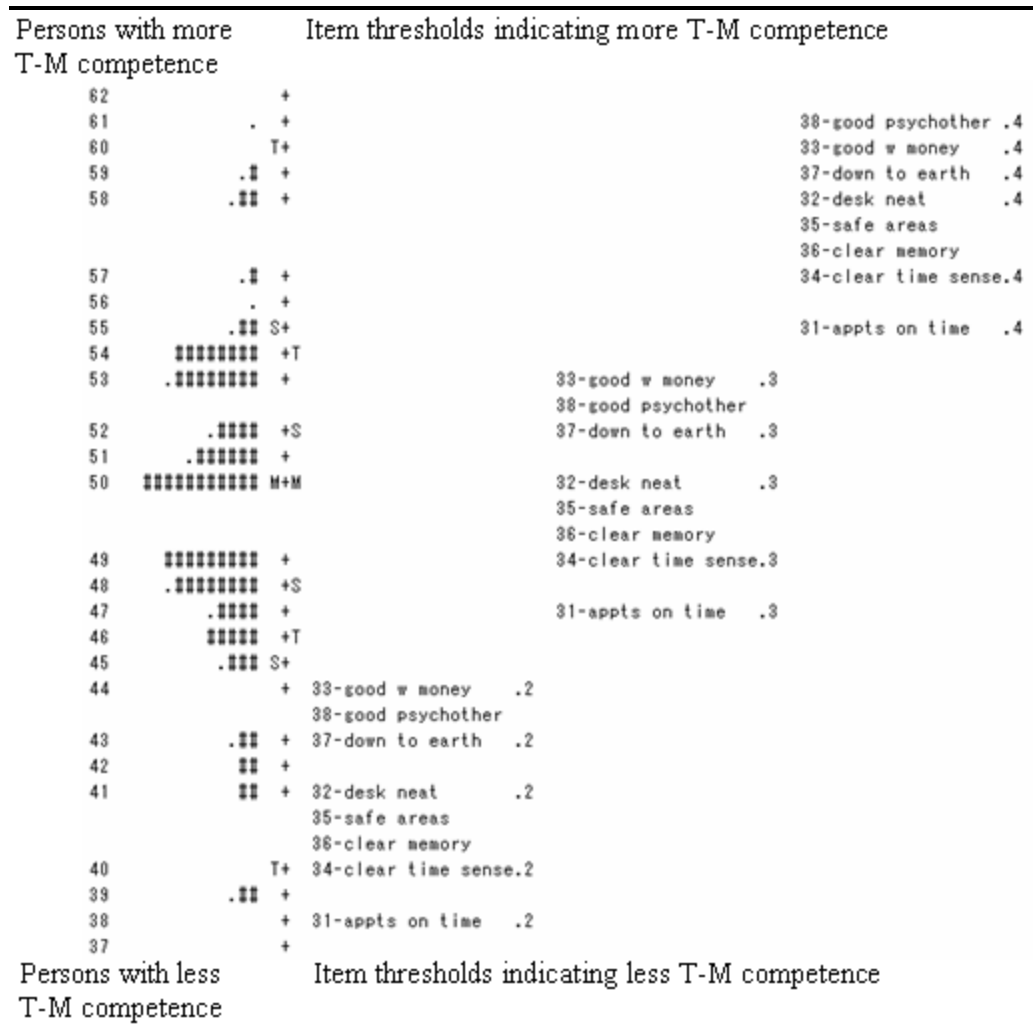 Persons with more Item thresholds indicating more T-M competence
T-M competence
62 +
61 . + 38-good psychother .4
60 T+ 33-good w money .4
59 .# + 37-down to earth .4
58 .## + 32-desk neat .4
35-safe areas
36-clear memory
57 .# + 34-clear time sense.4
56 . +
55 .## S+ 31-appts on time .4
54 ######## +T
53 .######## + 33-good w money .3
38-good psychother
52 .#### +S 37-down to earth .3
51 .###### +
50 ########### M+M 32-desk neat .3
35-safe areas
36-clear memory
49 ######### + 34-clear time sense.3
48 .######## +S
47 .#### + 31-appts on time .3
46 ##### +T
45 .### S+
44 + 33-good w money .2
38-good psychother
43 .## + 37-down to earth .2
42 ## +
41 ## + 32-desk neat .2
35-safe areas
36-clear memory
40 T+ 34-clear time sense.2
39 .## +
38 + 31-appts on time .2
37 +
Persons with less Item thresholds indicating less T-M competence
T-M competence